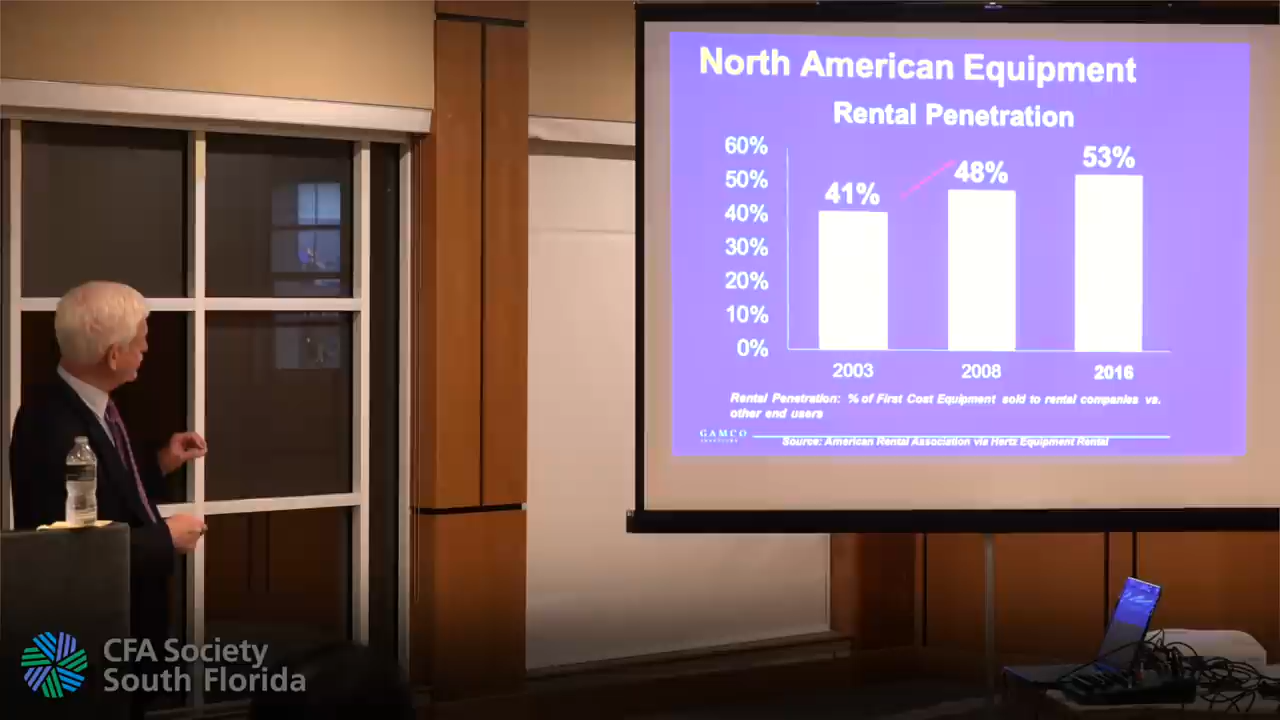 North American Equipment
Rental Penetration
60%
50%
40%
30%
20%
10%
0%
41%
48%
53%
2003
2008
2016
Rental Penetration: % of First Cost Equipment sold to rental companies vs.
other end users
GAMCO
Source: American Rental Association via Hertz Equipment Rental
CFA Society
South Florida